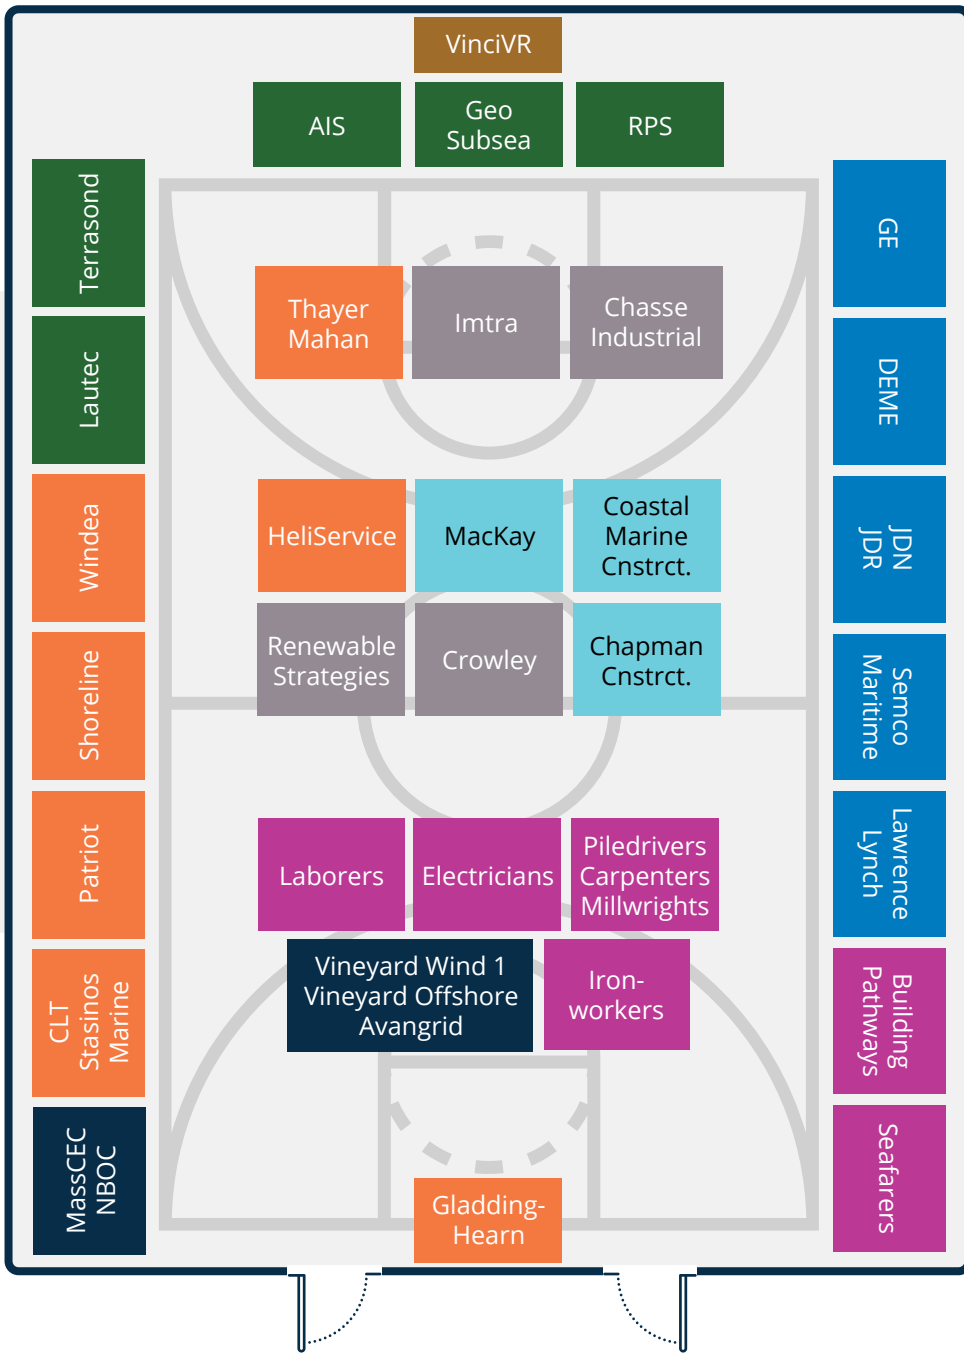 VinciVR
AIS
Geo
Subsea
RPS
Terrasond
Lautec
Windea
Shoreline
Patriot
CLT
Stasinos
Marine
MassCEC
NBOC
Thayer
Mahan
Imtra
Chasse
Industrial
HeliService
MacKay
Coastal
Marine
Cnstrct.
Renewable
Strategies
Crowley
Chapman
Cnstrct.
Laborers
Electricians
Piledrivers
Carpenters
Millwrights
Vineyard Wind 1
Vineyard Offshore
Avangrid
Iron-
workers
Gladding-
Hearn
GE
DEME
JDN
JDR
Semco
Maritime
Lawrence
Lynch
Building
Pathways
Seafarers